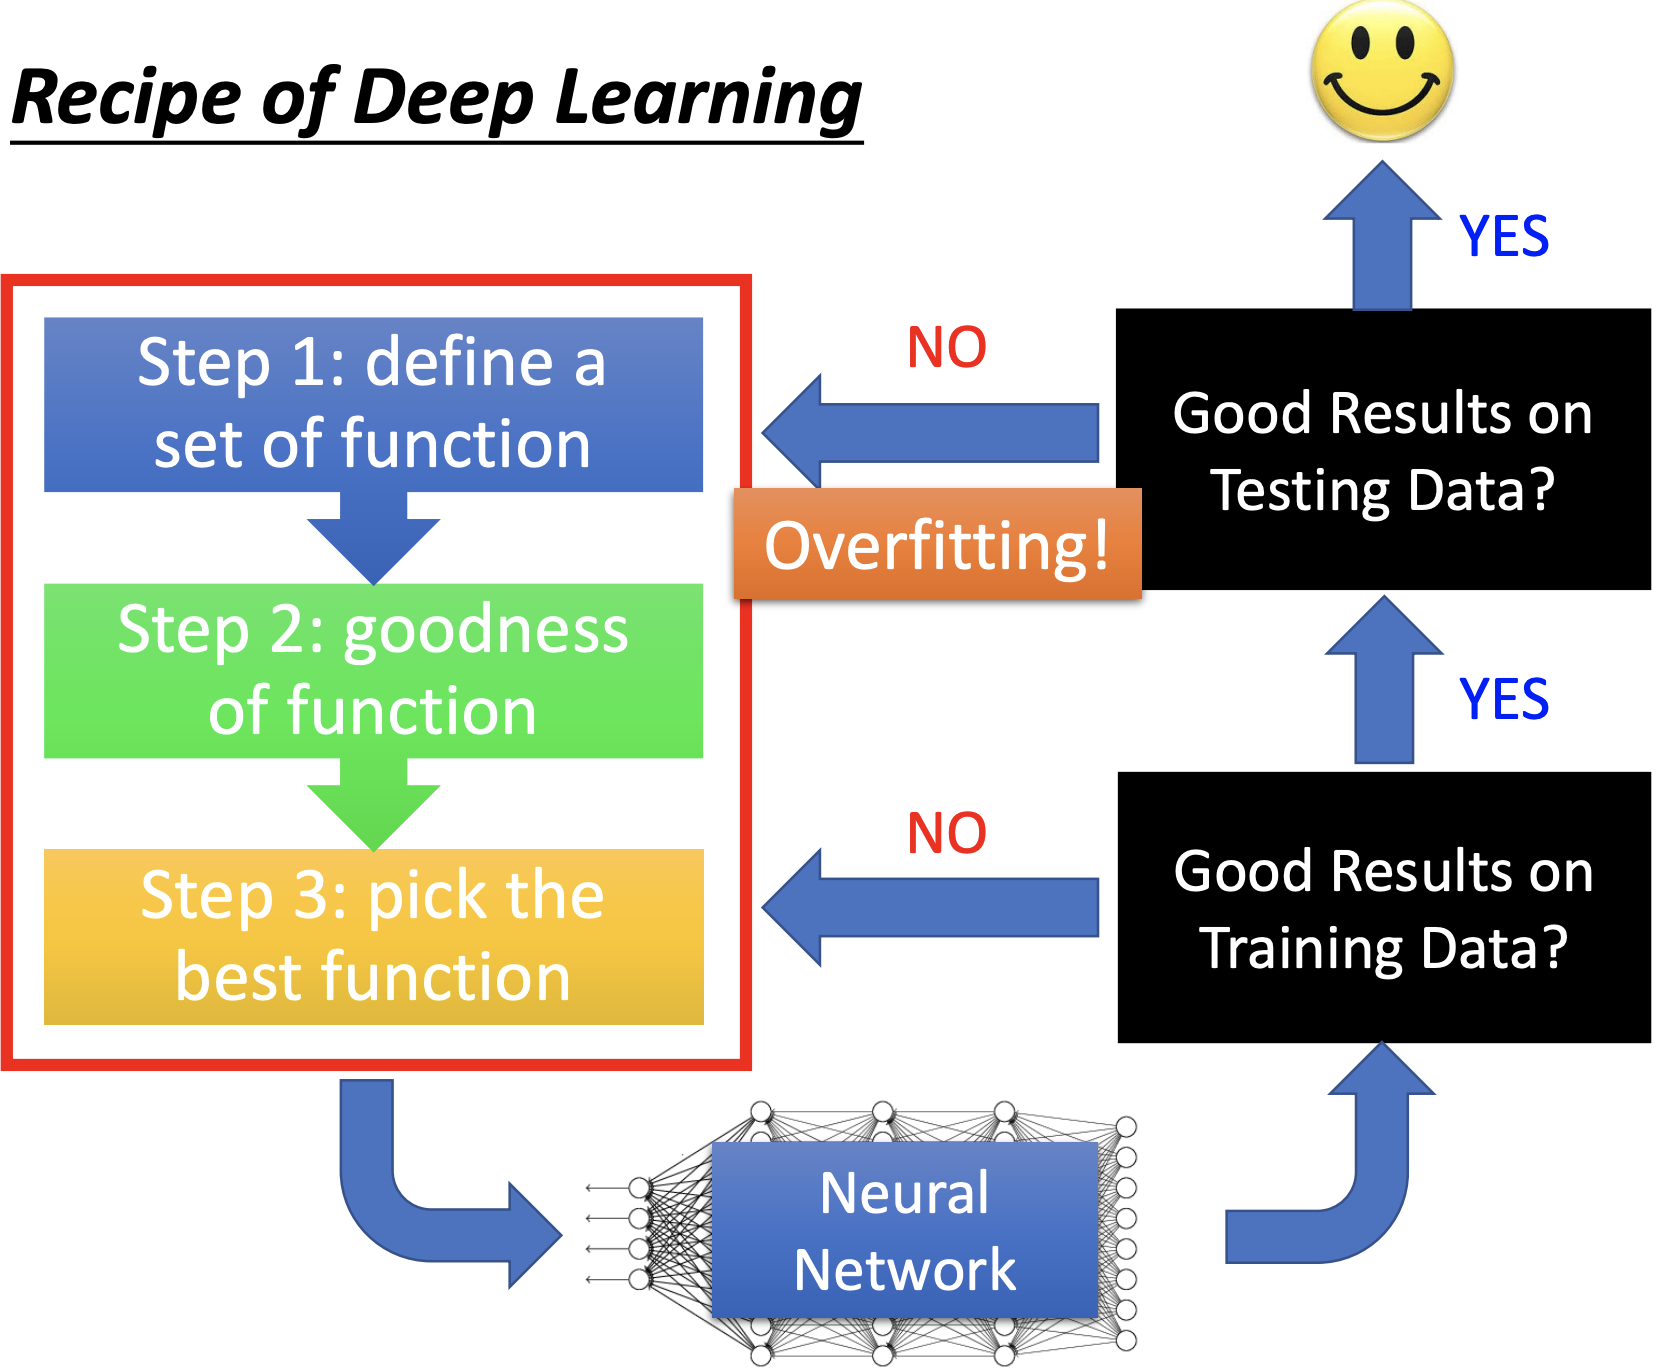 Recipe of Deep Learning
YES
NO
Step 1: define a
set of function
Good Results on
Testing Data?
Overfitting!
Step 2: goodness
of function
YES
NO
Step 3: pick the
best function
Good Results on
Training Data?
Neural
Network